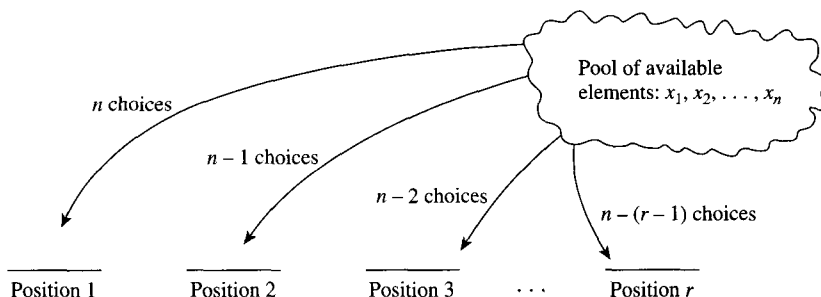 Pool of available
elements: x₁, x₂, . . . , xₙ
n choices
n – 1 choices
n – 2 choices
n – (r – 1) choices
Position 1 Position 2 Position 3 . . . Position r